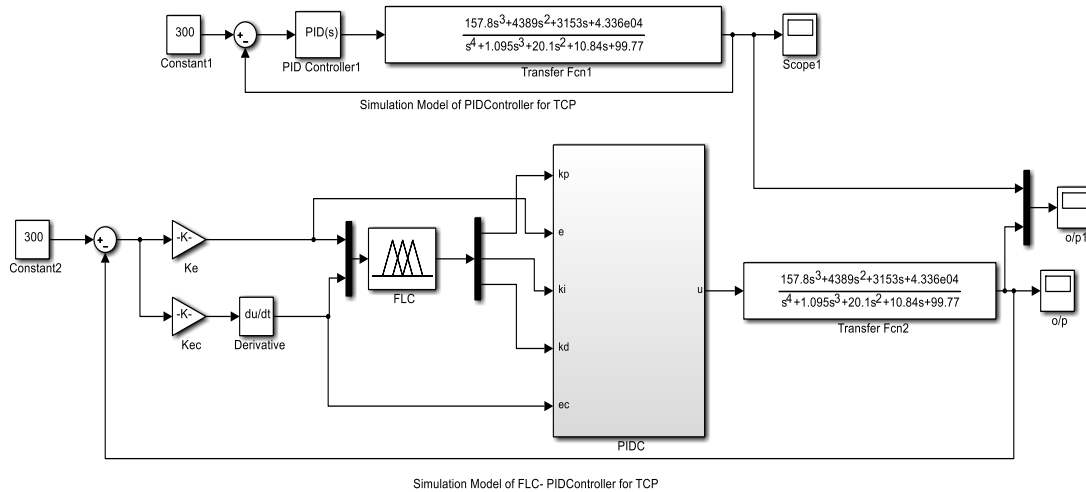 300
Constant1
+
-
PID(s)
PID Controller1
157.8s³+4389s²+3153s+4.336e04
s⁴+1.095s³+20.1s²+10.84s+99.77
Transfer Fcn1
Scope1
Simulation Model of PIDController for TCP
300
Constant2
+
-
-K-
Ke
-K-
Kec
du/dt
Derivative
FLC
kp
e
ki
kd
ec
u
PIDC
157.8s³+4389s²+3153s+4.336e04
s⁴+1.095s³+20.1s²+10.84s+99.77
Transfer Fcn2
o/p1
o/p
Simulation Model of FLC- PIDController for TCP